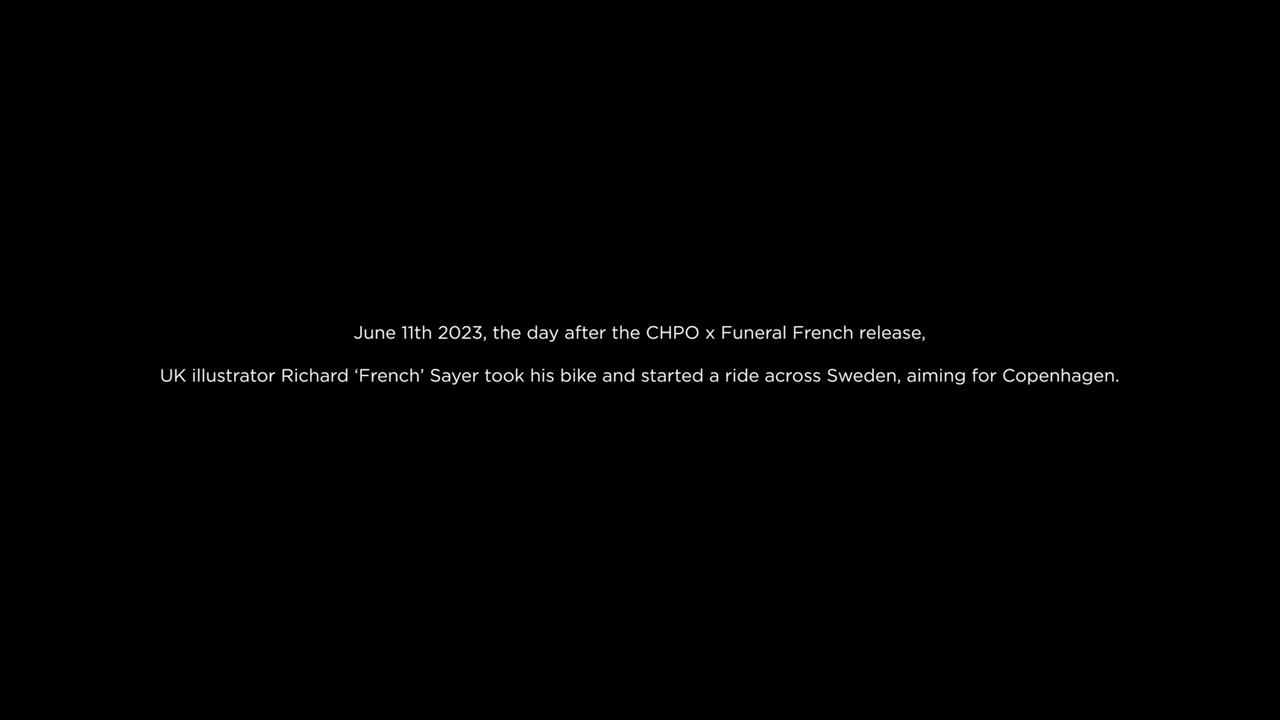 June 11th 2023, the day after the CHPO x Funeral French release,
UK illustrator Richard ‘French’ Sayer took his bike and started a ride across Sweden, aiming for Copenhagen.